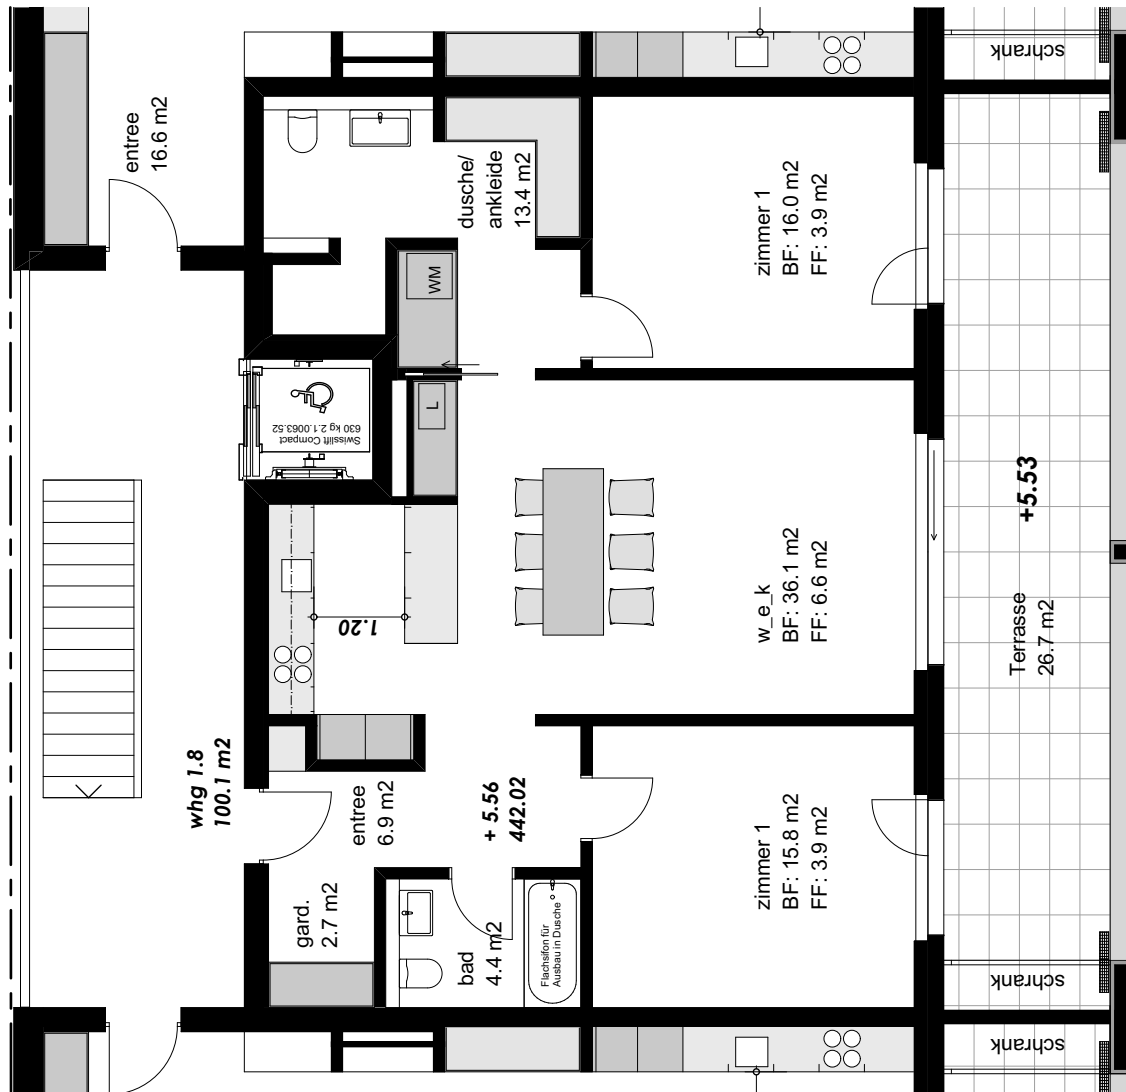 schrank
entree
16.6 m2
dusche/
ankleide
13.4 m2
zimmer 1
BF: 16.0 m2
FF: 3.9 m2
WM
Swisslift Compact
630 kg 2.1.0063.52
L
1.20
w_e_k
BF: 36.1 m2
FF: 6.6 m2
+5.53
Terrasse
26.7 m2
whg 1.8
100.1 m2
entree
6.9 m2
+ 5.56
442.02
gard.
2.7 m2
bad
4.4 m2
Flachsifon für
Ausbau in Dusche
zimmer 1
BF: 15.8 m2
FF: 3.9 m2
schrank
schrank